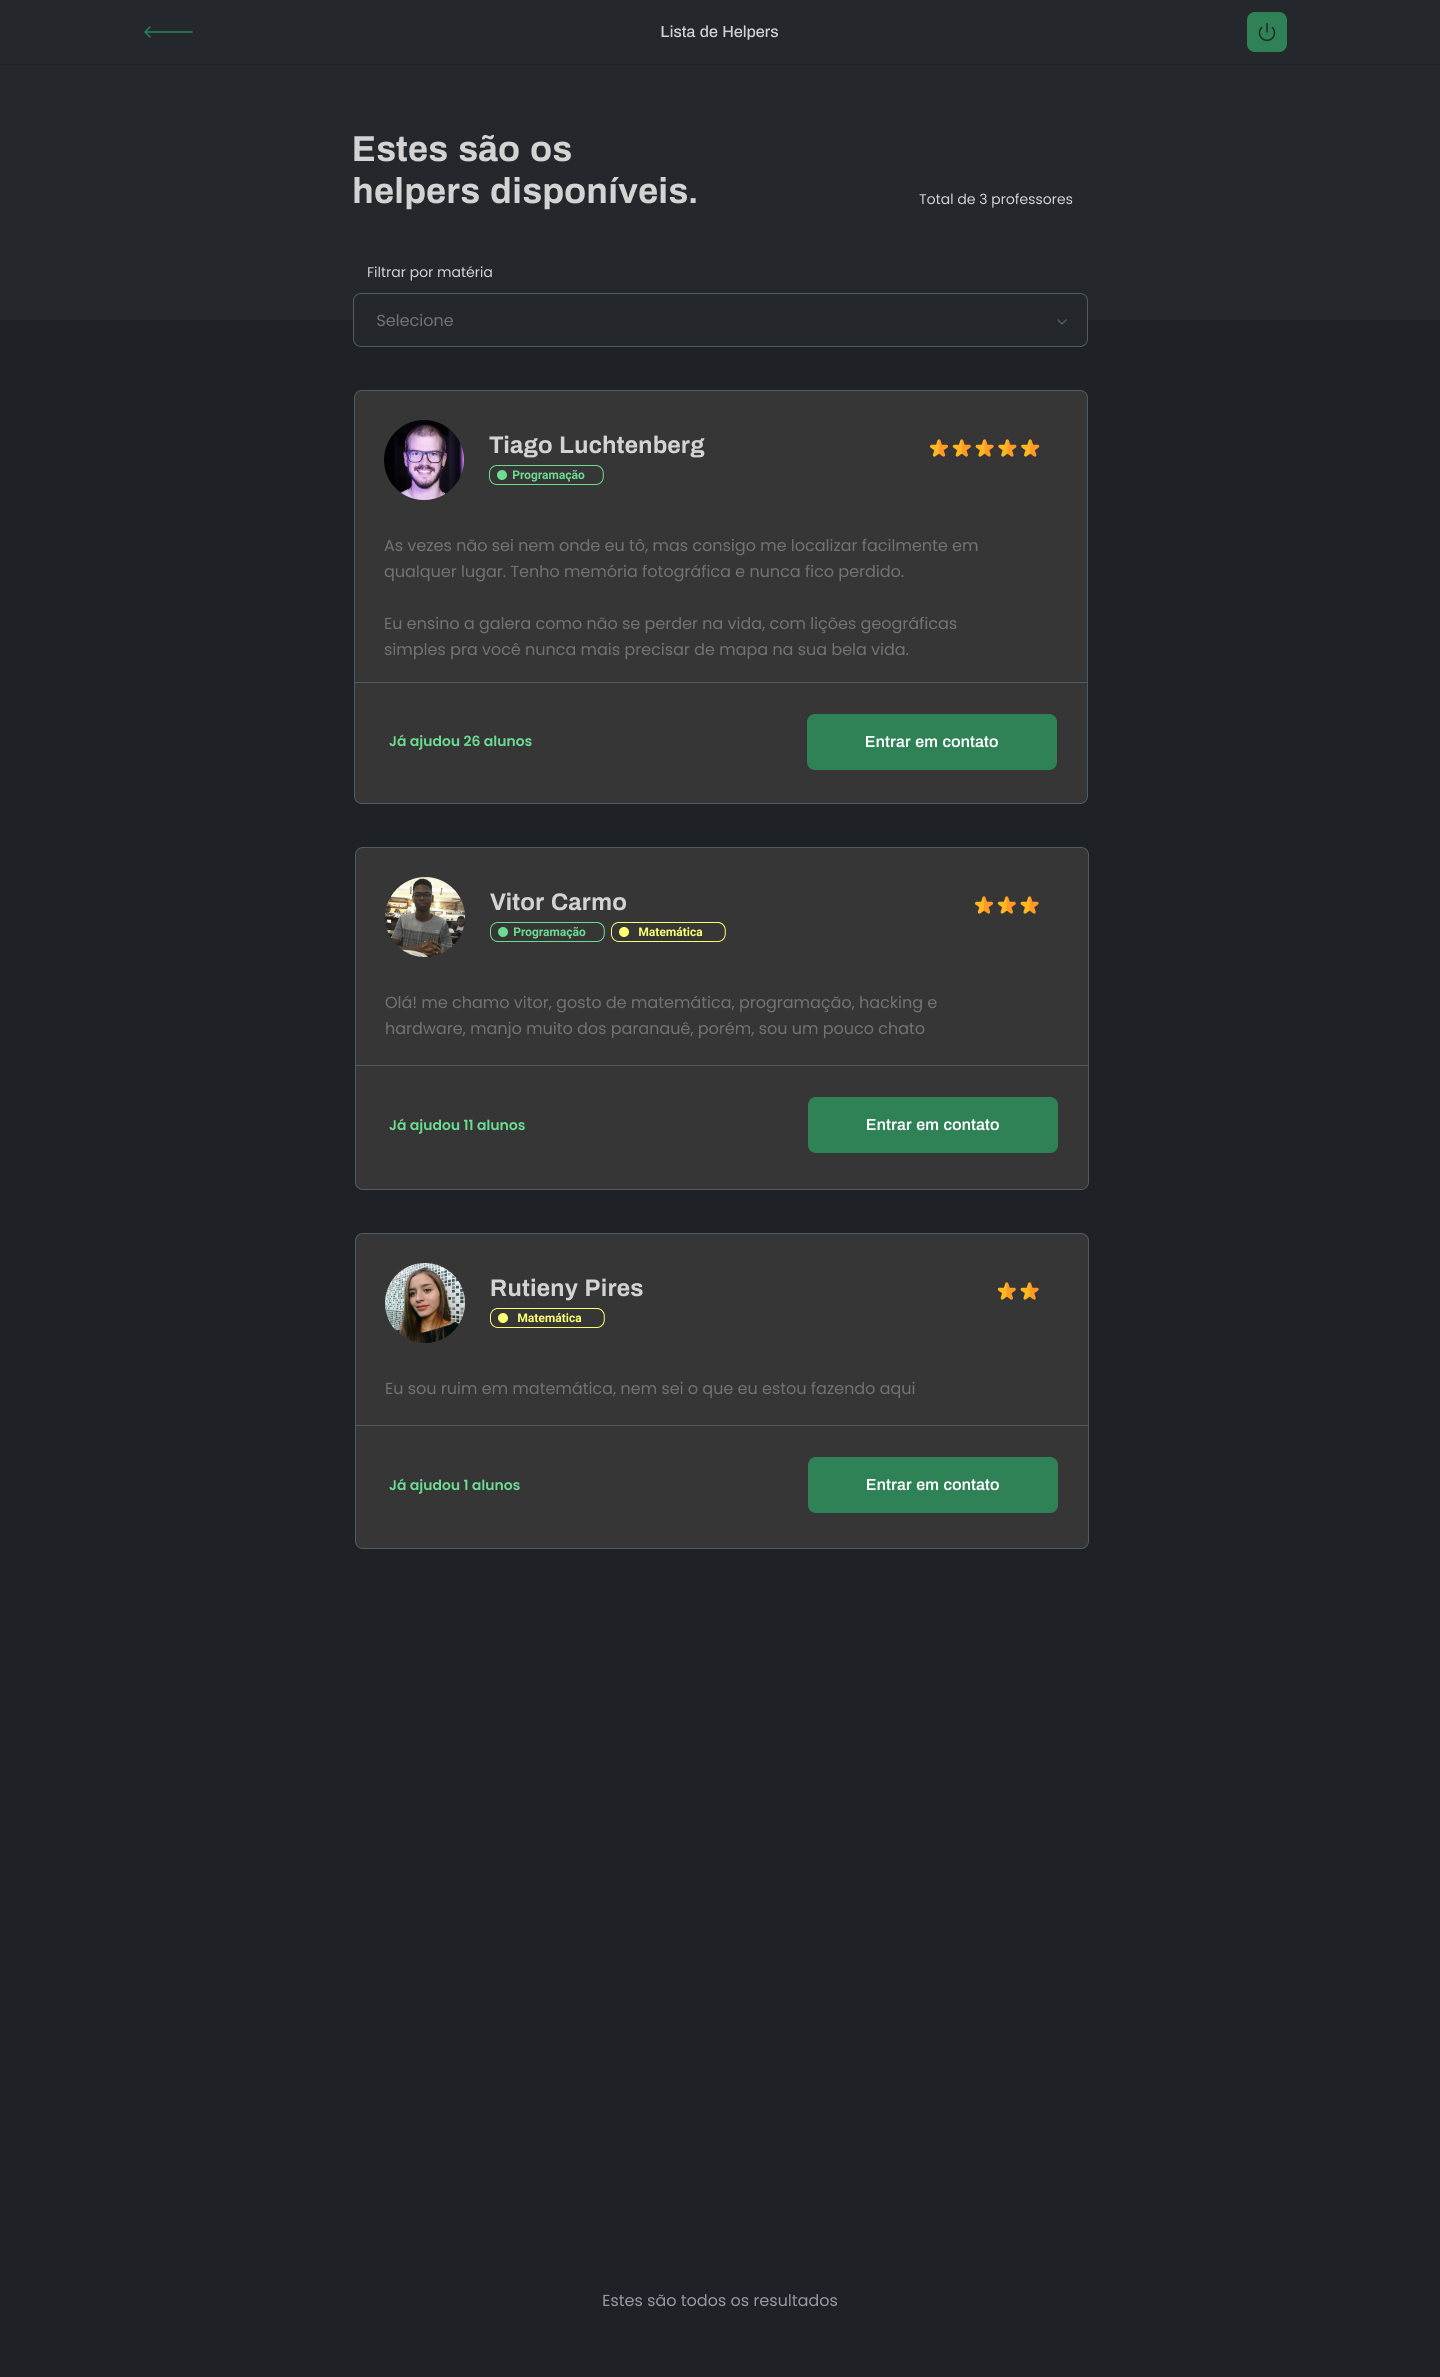 Lista de Helpers
Estes são os
helpers disponíveis.
Total de 3 professores
Filtrar por matéria
Selecione
Tiago Luchtenberg
Programação
As vezes não sei nem onde eu tô, mas consigo me localizar facilmente em
qualquer lugar. Tenho memória fotográfica e nunca fico perdido.
Eu ensino a galera como não se perder na vida, com lições geográficas
simples pra você nunca mais precisar de mapa na sua bela vida.
Já ajudou 26 alunos
Entrar em contato
Vitor Carmo
Programação Matemática
Olá! me chamo vitor, gosto de matemática, programação, hacking e
hardware, manjo muito dos paranauê, porém, sou um pouco chato
Já ajudou 11 alunos
Entrar em contato
Rutieny Pires
Matemática
Eu sou ruim em matemática, nem sei o que eu estou fazendo aqui
Já ajudou 1 alunos
Entrar em contato
Estes são todos os resultados